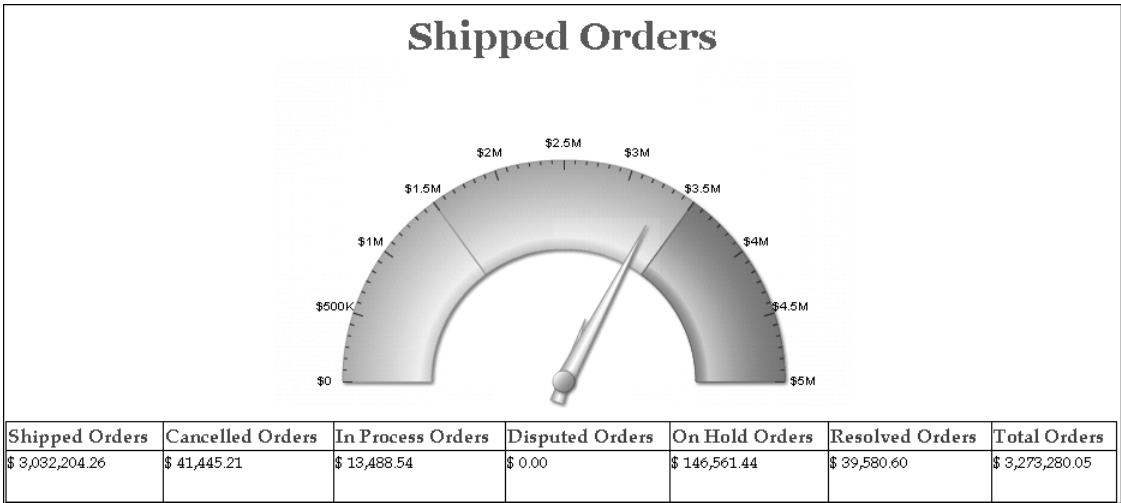 Shipped Orders
$2.5M
$2M
$3M
$1.5M
$3.5M
$1M
$4M
$500K
$4.5M
$0
$5M
Shipped Orders Cancelled Orders In Process Orders Disputed Orders On Hold Orders Resolved Orders Total Orders
$ 3,032,204.26 $ 41,445.21 $ 13,488.54 $ 0.00 $ 146,561.44 $ 39,580.60 $ 3,273,280.05